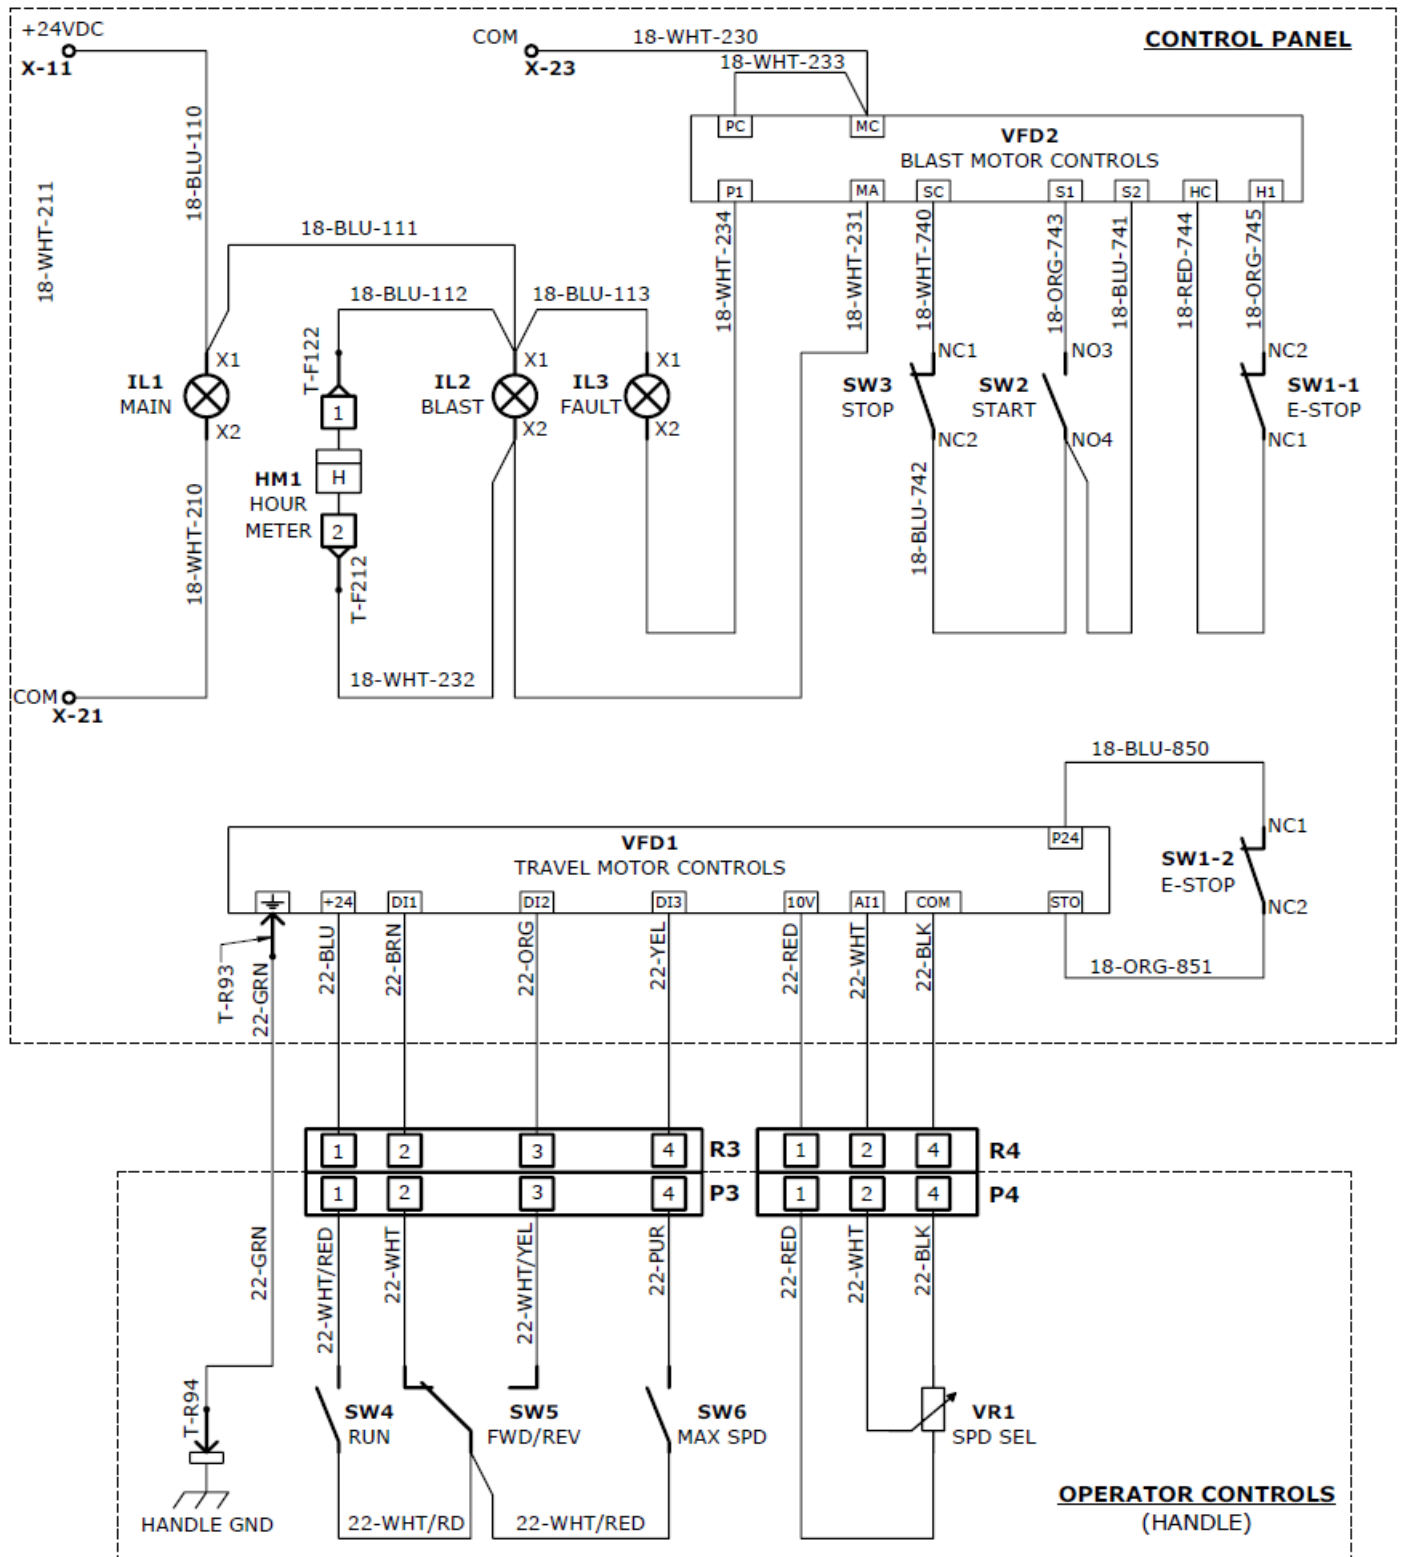 +24VDC
X-11
COM
X-23
18-WHT-230
18-WHT-233
CONTROL PANEL
18-BLU-110
18-WHT-211
PC
MC
VFD2
BLAST MOTOR CONTROLS
P1
MA
SC
S1
S2
HC
H1
18-WHT-234
18-WHT-231
18-WHT-740
18-ORG-743
18-BLU-741
18-RED-744
18-ORG-745
18-BLU-111
18-BLU-112
18-BLU-113
T-F122
X1
IL1
MAIN
X2
1
H
HM1
HOUR
METER
2
T-F212
X1
IL2
BLAST
X2
X1
IL3
FAULT
X2
NC1
SW3
STOP
NC2
NO3
SW2
START
NO4
NC2
SW1-1
E-STOP
NC1
18-BLU-742
18-WHT-210
18-WHT-232
COM
X-21
18-BLU-850
VFD1
TRAVEL MOTOR CONTROLS
P24
NC1
SW1-2
E-STOP
NC2
+24
DI1
DI2
DI3
10V
AI1
COM
STO
18-ORG-851
T-R93
22-GRN
22-BLU
22-BRN
22-ORG
22-YEL
22-RED
22-WHT
22-BLK
1
2
3
4
R3
1
2
4
R4
1
2
3
4
P3
1
2
4
P4
22-GRN
22-WHT/RED
22-WHT
22-WHT/YEL
22-PUR
22-RED
22-WHT
22-BLK
T-R94
SW4
RUN
SW5
FWD/REV
SW6
MAX SPD
VR1
SPD SEL
HANDLE GND
22-WHT/RD
22-WHT/RED
OPERATOR CONTROLS
(HANDLE)